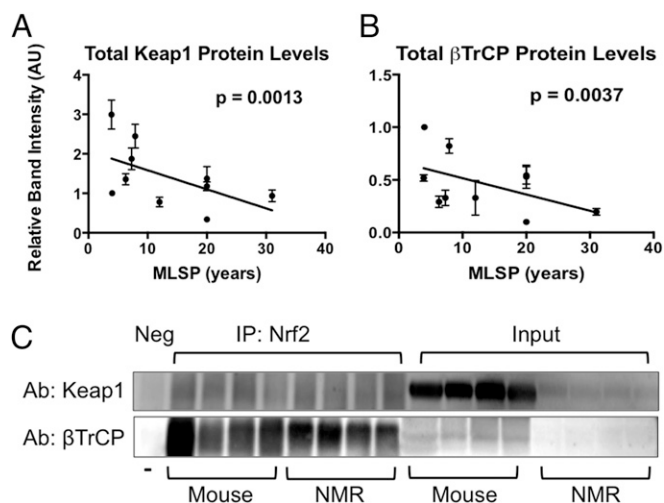 A
Total Keap1 Protein Levels
Relative Band Intensity (AU)
4
3
2
1
0
p = 0.0013
0 10 20 30 40
MLSP (years)
B
Total βTrCP Protein Levels
1.5
1.0
0.5
0.0
p = 0.0037
0 10 20 30 40
MLSP (years)
C
Neg IP: Nrf2 Input
Ab: Keap1
Ab: βTrCP
-
Mouse NMR Mouse NMR